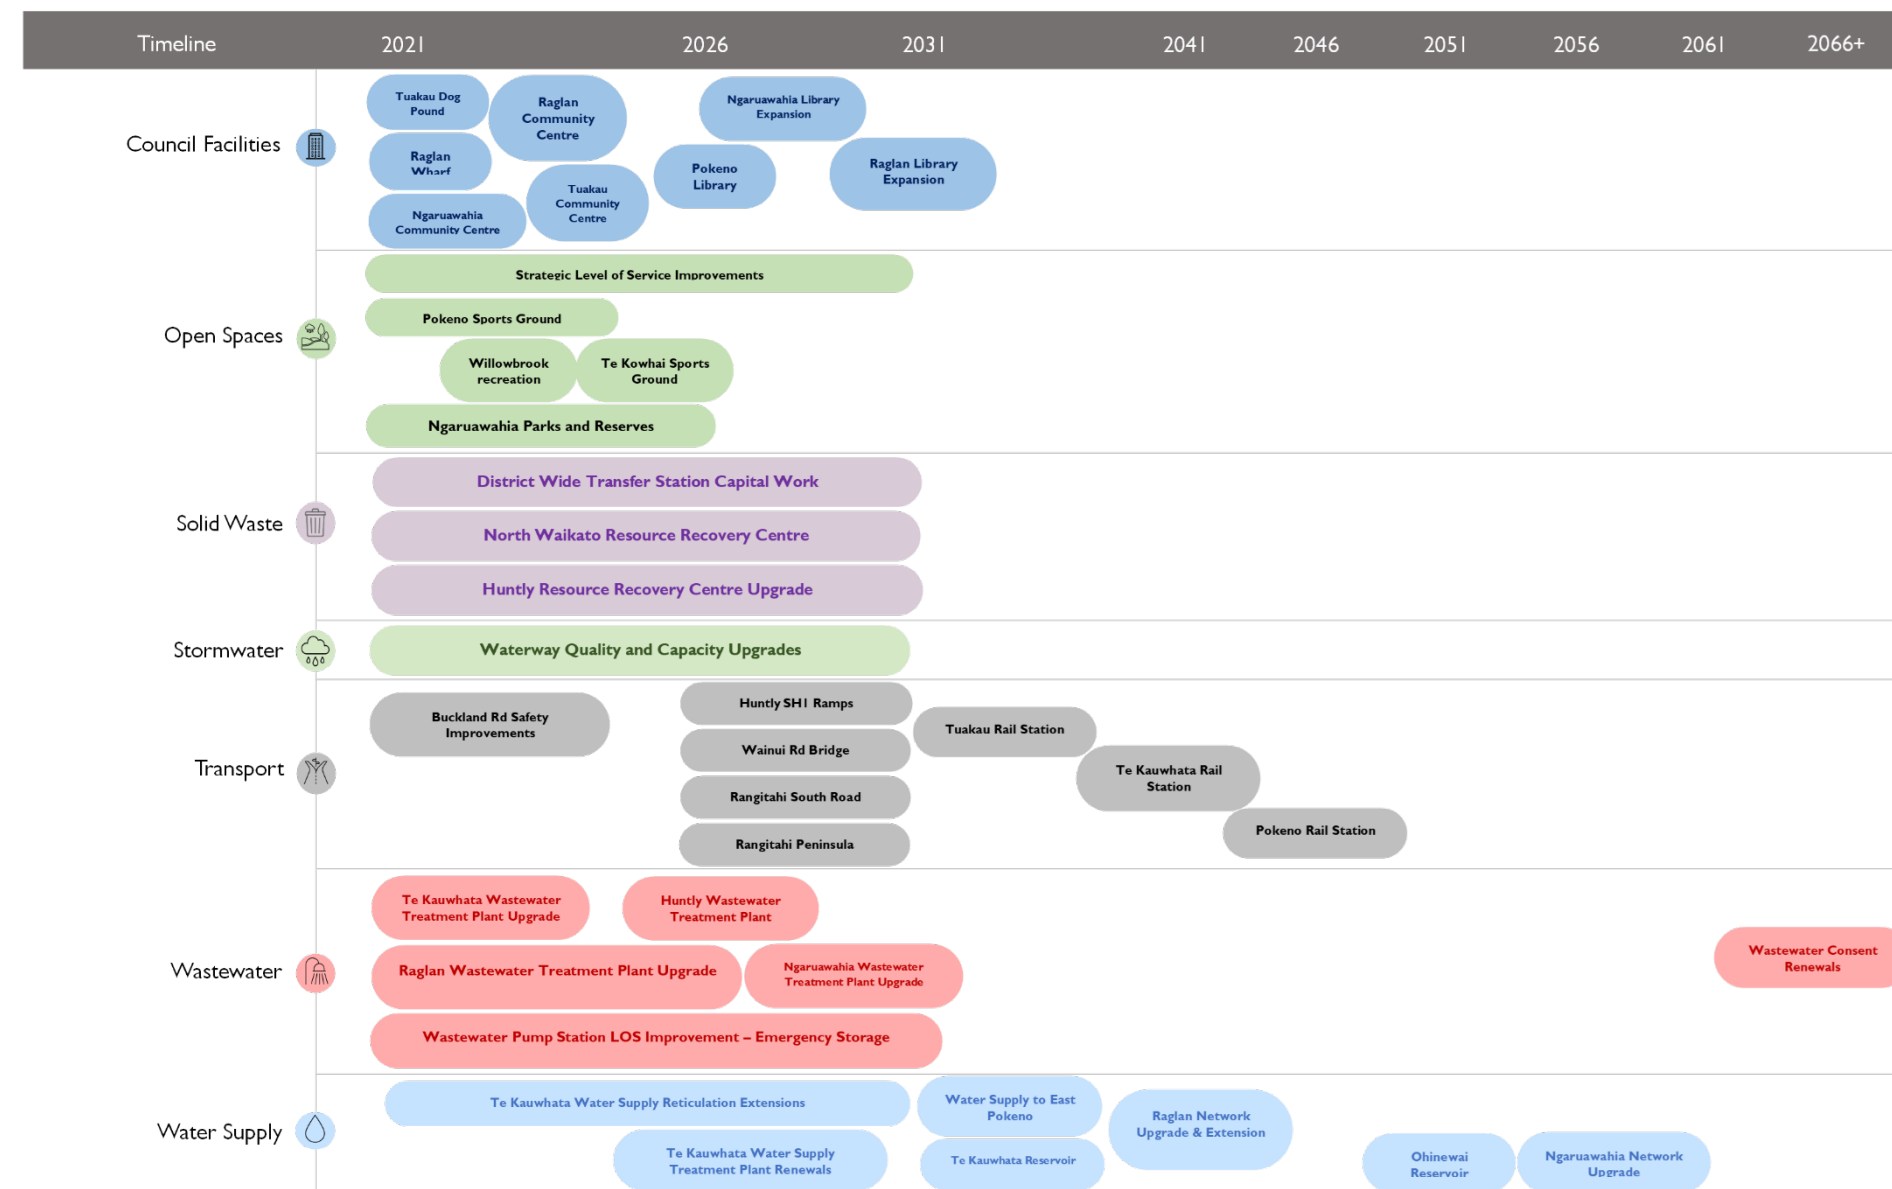 Timeline 2021 2026 2031 2041 2046 2051 2056 2061 2066+
Council Facilities
Tuakau Dog
Pound
Raglan
Wharf
Ngaruawahia
Community Centre
Raglan
Community
Centre
Tuakau
Community
Centre
Ngaruawahia Library
Expansion
Pokeno
Library
Raglan Library
Expansion
Open Spaces
Strategic Level of Service Improvements
Pokeno Sports Ground
Willowbrook
recreation
Te Kowhai Sports
Ground
Ngaruawahia Parks and Reserves
Solid Waste
District Wide Transfer Station Capital Work
North Waikato Resource Recovery Centre
Huntly Resource Recovery Centre Upgrade
Stormwater
Waterway Quality and Capacity Upgrades
Transport
Buckland Rd Safety
Improvements
Huntly SH1 Ramps
Wainui Rd Bridge
Rangitahi South Road
Rangitahi Peninsula
Tuakau Rail Station
Te Kauwhata Rail
Station
Pokeno Rail Station
Wastewater
Te Kauwhata Wastewater
Treatment Plant Upgrade
Huntly Wastewater
Treatment Plant
Raglan Wastewater Treatment Plant Upgrade
Ngaruawahia Wastewater
Treatment Plant Upgrade
Wastewater Pump Station LOS Improvement – Emergency Storage
Wastewater Consent
Renewals
Water Supply
Te Kauwhata Water Supply Reticulation Extensions
Te Kauwhata Water Supply
Treatment Plant Renewals
Water Supply to East
Pokeno
Te Kauwhata Reservoir
Raglan Network
Upgrade & Extension
Ohinewai
Reservoir
Ngaruawahia Network
Upgrade